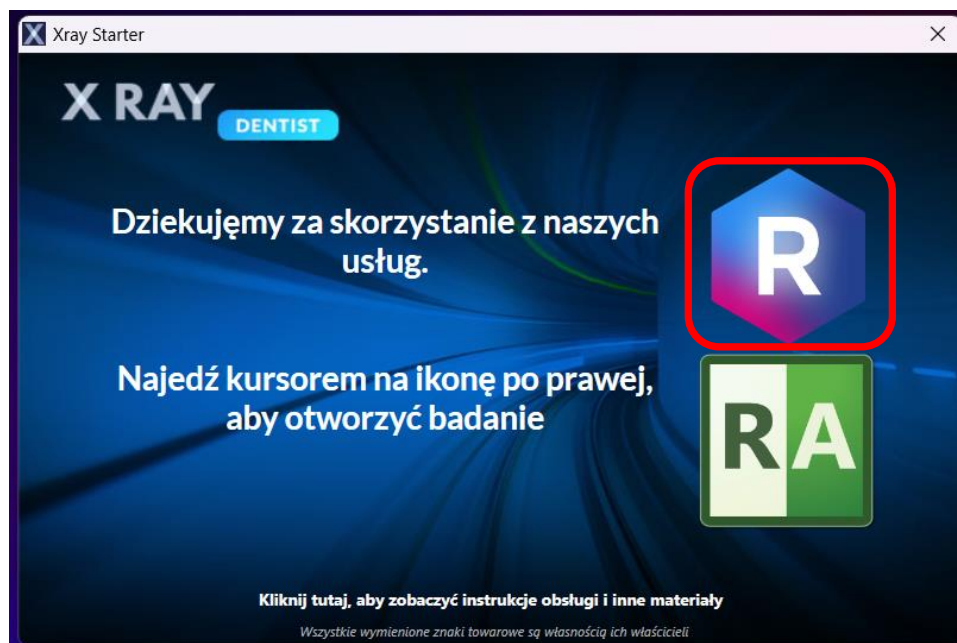 Xray Starter
X RAY
DENTIST
Dziekujęmy za skorzystanie z naszych
usług.
R
Najedź kursorem na ikonę po prawej,
aby otworzyć badanie
RA
Kliknij tutaj, aby zobaczyć instrukcje obsługi i inne materiały
Wszystkie wymienione znaki towarowe są własnością ich właścicieli